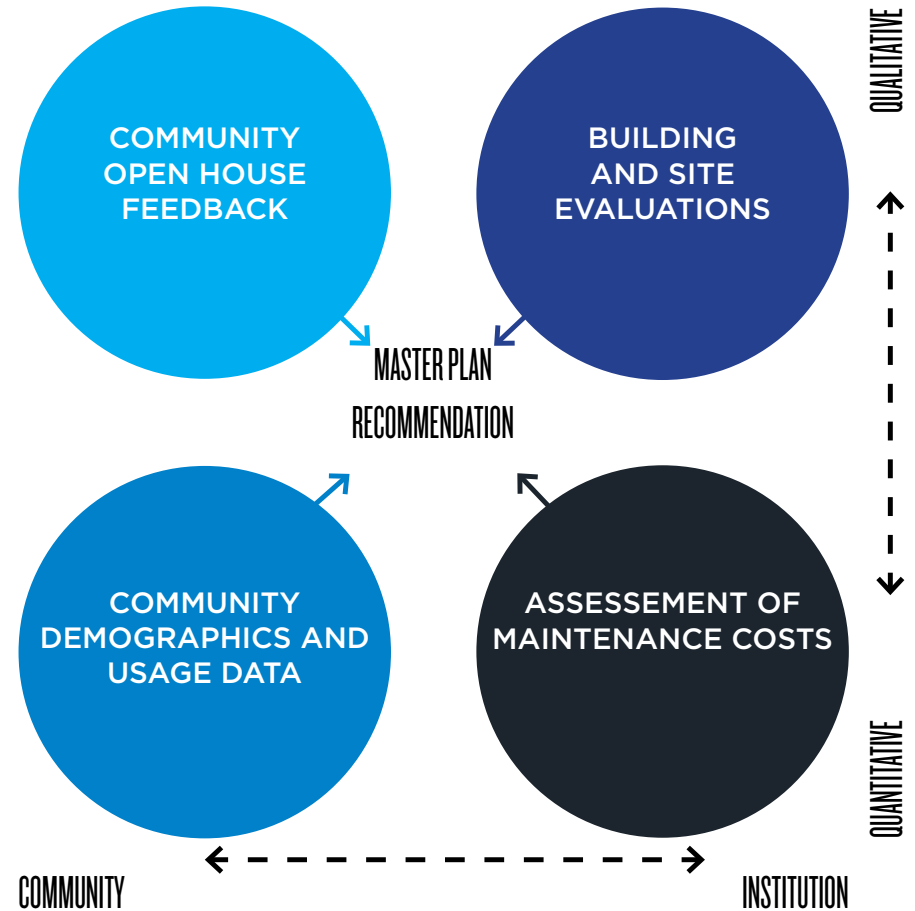 COMMUNITY
OPEN HOUSE
FEEDBACK
BUILDING
AND SITE
EVALUATIONS
QUALITATIVE
MASTER PLAN
RECOMMENDATION
COMMUNITY
DEMOGRAPHICS AND
USAGE DATA
ASSESSEMENT OF
MAINTENANCE COSTS
QUANTITATIVE
COMMUNITY
INSTITUTION